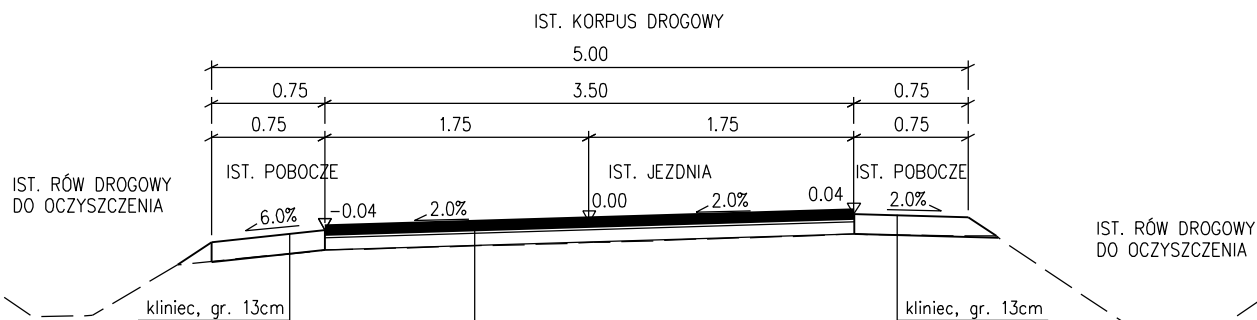 IST. KORPUS DROGOWY
5.00
0.75 3.50 0.75
0.75 1.75 1.75 0.75
IST. POBOCZE IST. JEZDNIA IST. POBOCZE
IST. RÓW DROGOWY
DO OCZYSZCZENIA
6.0% -0.04 2.0% 0.00 2.0% 0.04 2.0%
IST. RÓW DROGOWY
DO OCZYSZCZENIA
kliniec, gr. 13cm kliniec, gr. 13cm